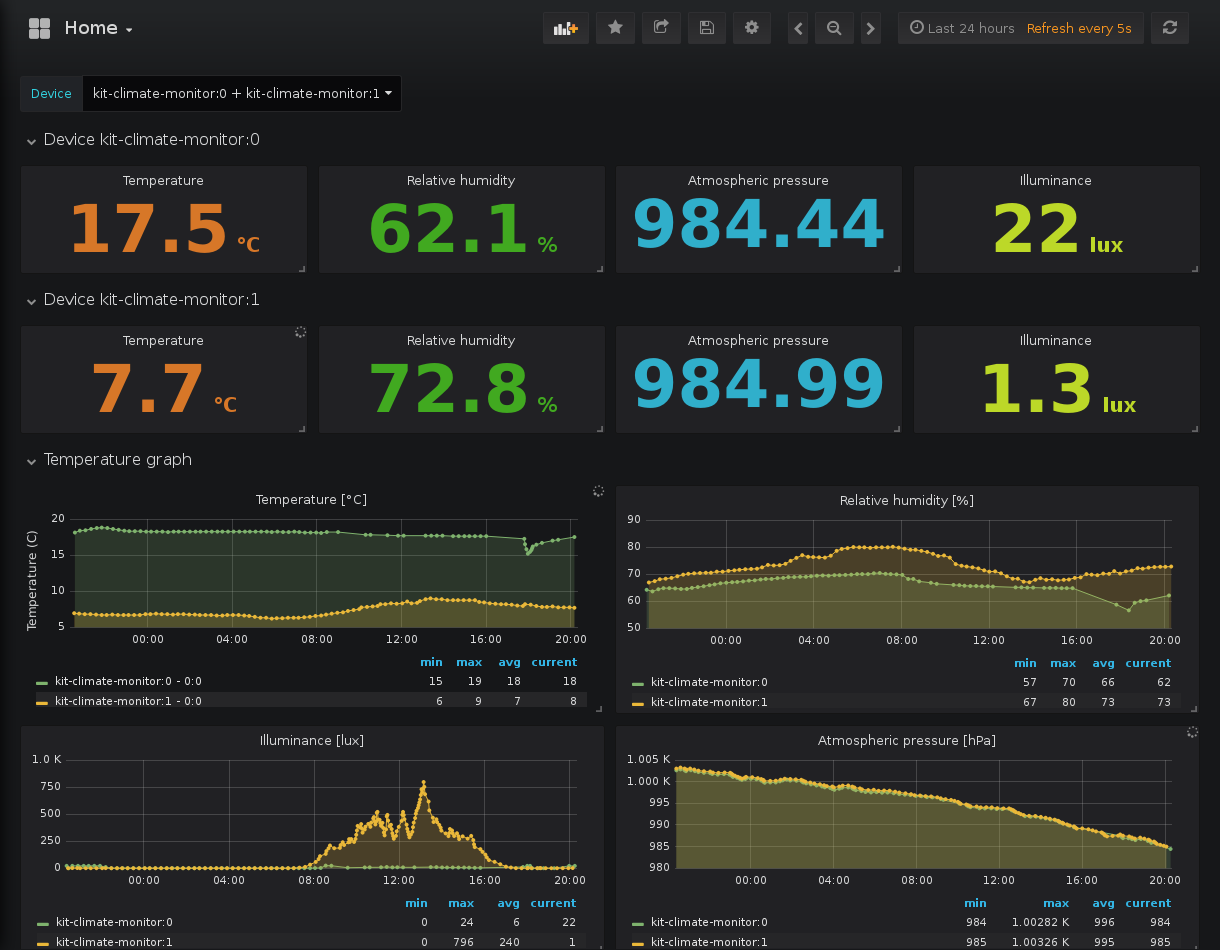 Home
Last 24 hours Refresh every 5s
Device kit-climate-monitor:0 + kit-climate-monitor:1
Device kit-climate-monitor:0
Temperature Relative humidity Atmospheric pressure Illuminance
17.5 °C 62.1 % 984.44 22 lux
Device kit-climate-monitor:1
Temperature Relative humidity Atmospheric pressure Illuminance
7.7 °C 72.8 % 984.99 1.3 lux
Temperature graph
Temperature [°C]
Temperature (C)
20
15
10
5
00:00 04:00 08:00 12:00 16:00 20:00
min max avg current
kit-climate-monitor:0 - 0:0 15 19 18 18
kit-climate-monitor:1 - 0:0 6 9 7 8
Relative humidity [%]
90
80
70
60
50
00:00 04:00 08:00 12:00 16:00 20:00
min max avg current
kit-climate-monitor:0 57 70 66 62
kit-climate-monitor:1 67 80 73 73
Illuminance [lux]
1.0 K
750
500
250
0
00:00 04:00 08:00 12:00 16:00 20:00
min max avg current
kit-climate-monitor:0 0 24 6 22
kit-climate-monitor:1 0 796 240 1
Atmospheric pressure [hPa]
1.005 K
1.000 K
995
990
985
980
00:00 04:00 08:00 12:00 16:00 20:00
min max avg current
kit-climate-monitor:0 984 1.00282 K 996 984
kit-climate-monitor:1 985 1.00326 K 995 985